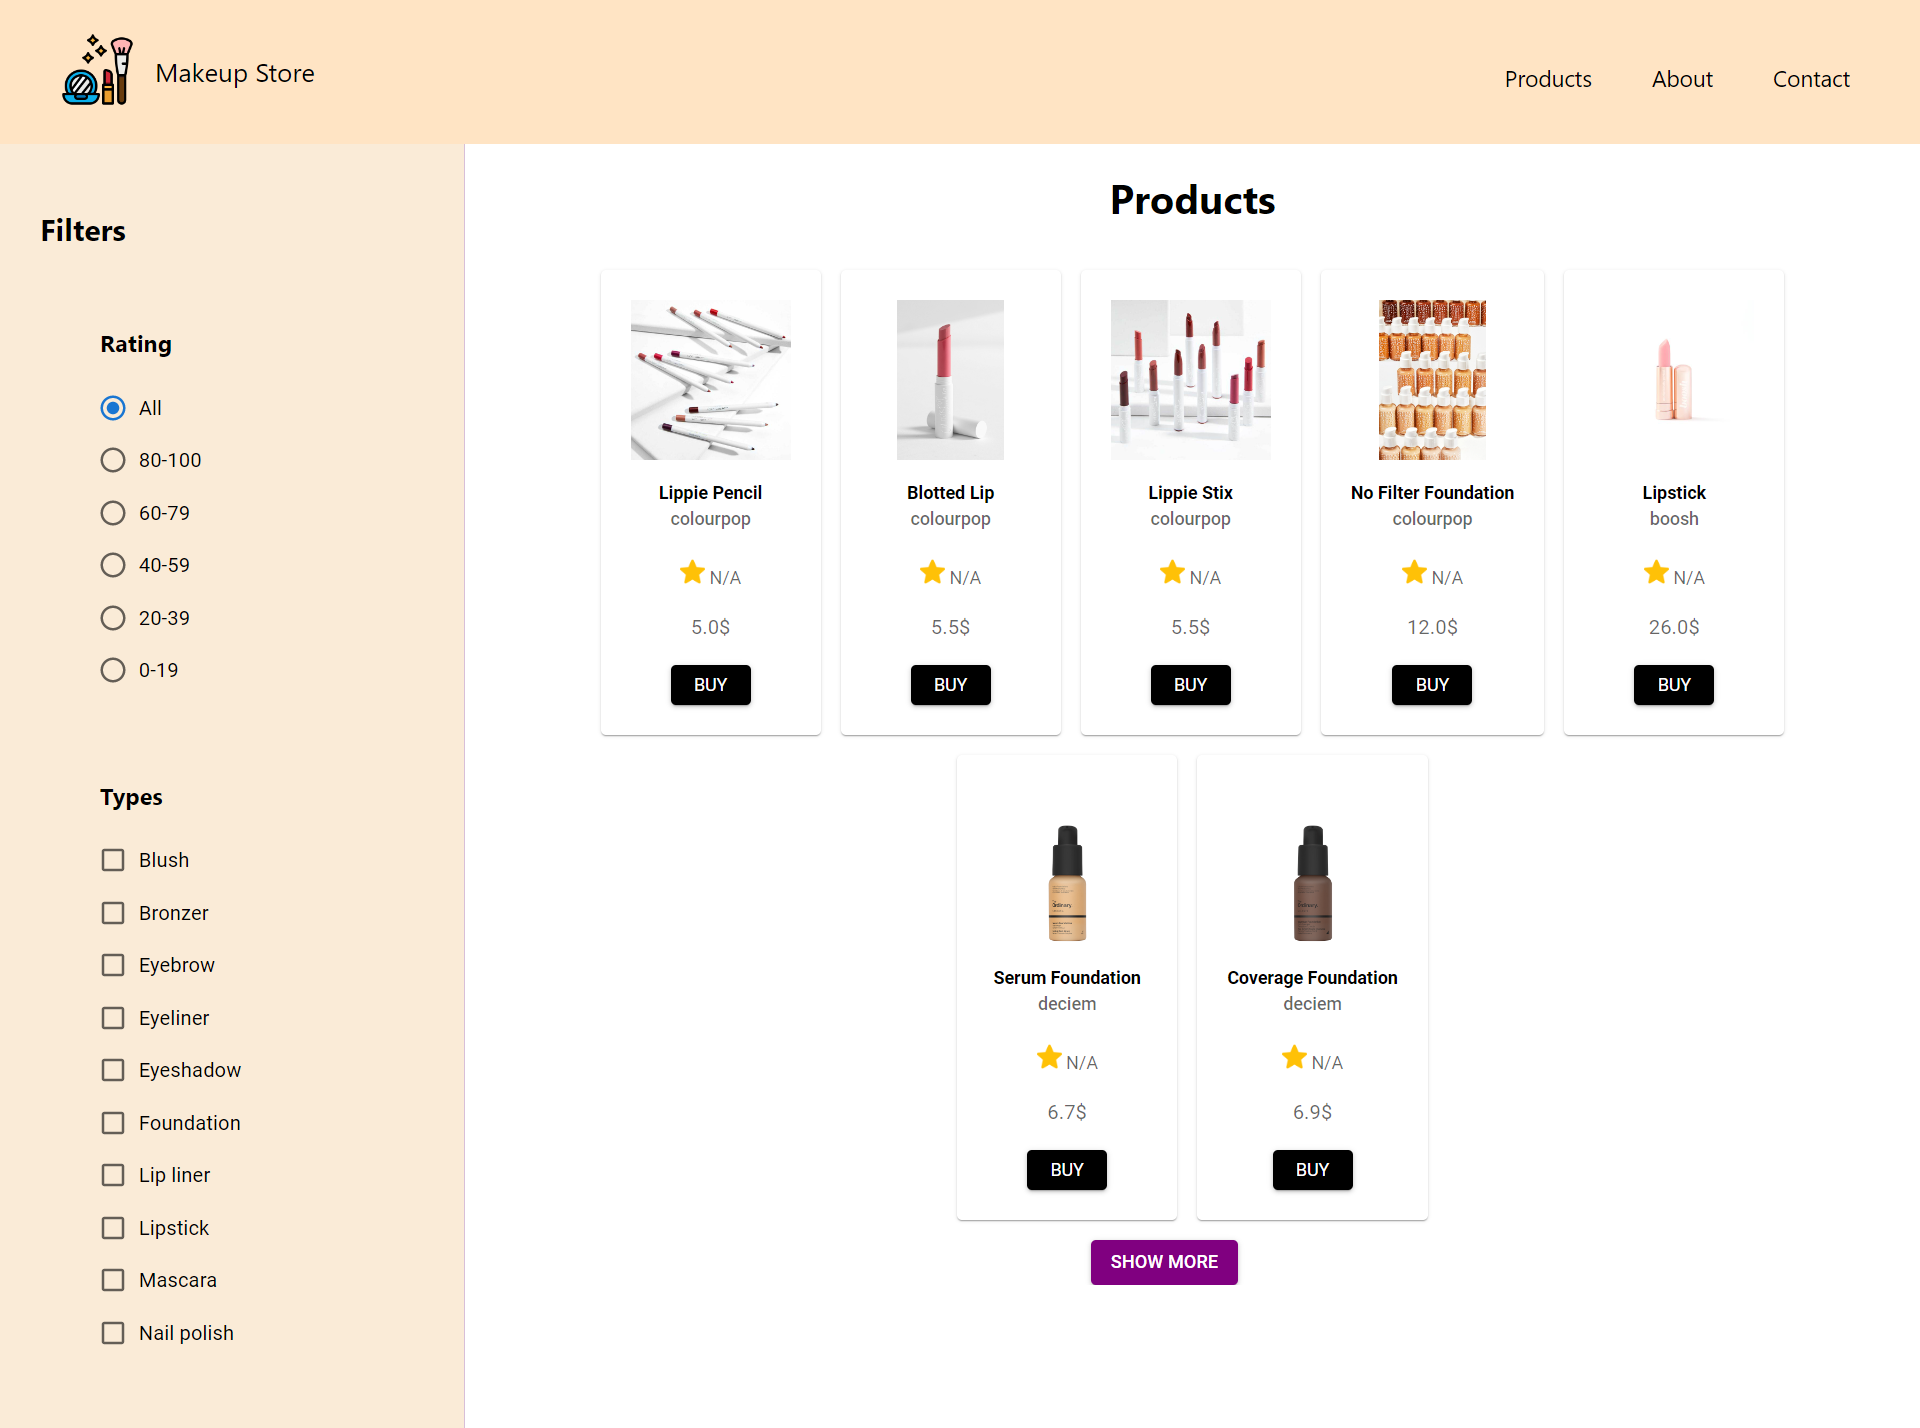 Makeup Store
Products
About
Contact
Filters
Rating
All
80-100
60-79
40-59
20-39
0-19
Types
Blush
Bronzer
Eyebrow
Eyeliner
Eyeshadow
Foundation
Lip liner
Lipstick
Mascara
Nail polish
Products
Lippie Pencil
colourpop
N/A
5.0$
BUY
Blotted Lip
colourpop
N/A
5.5$
BUY
Lippie Stix
colourpop
N/A
5.5$
BUY
No Filter Foundation
colourpop
N/A
12.0$
BUY
Lipstick
boosh
N/A
26.0$
BUY
Ordinary
Serum Foundation
deciem
N/A
6.7$
BUY
Ordinary
Coverage Foundation
deciem
N/A
6.9$
BUY
SHOW MORE